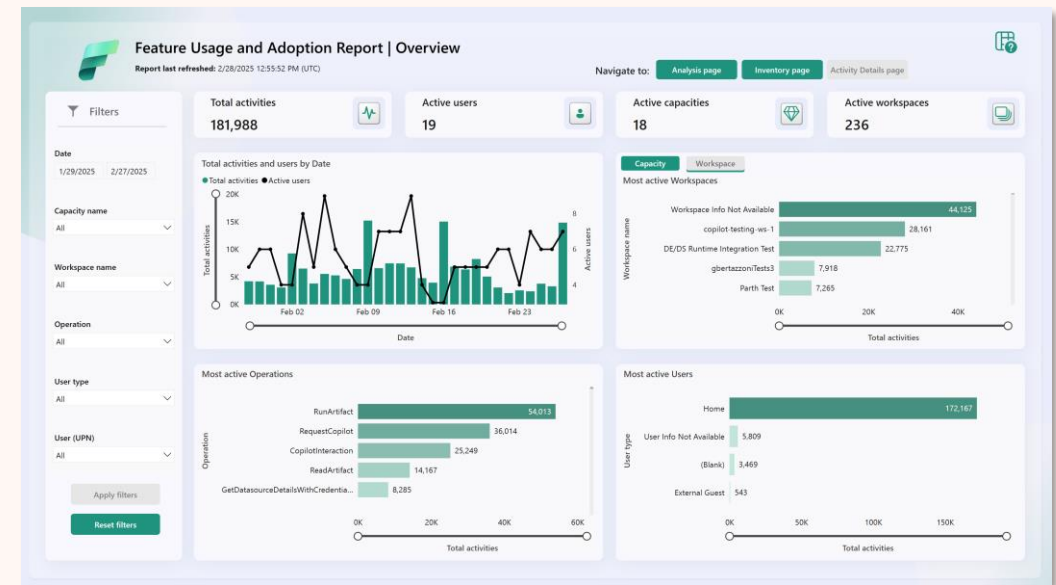 Feature Usage and Adoption Report | Overview
Report last refreshed: 2/28/2025 12:55:52 PM (UTC)
Navigate to:
Analysis page
Inventory page
Activity Details page
Filters
Date
1/29/2025 2/27/2025
Capacity name
All
Workspace name
All
Operation
All
User type
All
User (UPN)
All
Apply filters
Reset filters
Total activities
181,988
Active users
19
Active capacities
18
Active workspaces
236
Total activities and users by Date
Total activities Active users
20K
15K
10K
5K
0K
Total activities
8
6
4
Active users
Feb 02 Feb 09 Feb 16 Feb 23
Date
Capacity Workspace
Most active Workspaces
Workspace name
Workspace Info Not Available 44,125
copilot-testing-ws-1 28,161
DE/DS Runtime Integration Test 22,775
gbertazzoniTests3 7,918
Parth Test 7,265
0K 20K 40K
Total activities
Most active Operations
Operation
RunArtifact 54,013
RequestCopilot 36,014
CopilotInteraction 25,249
ReadArtifact 14,167
GetDatasourceDetailsWithCredentia... 8,285
0K 20K 40K 60K
Total activities
Most active Users
User type
Home 172,167
User Info Not Available 5,809
(Blank) 3,469
External Guest 543
0K 50K 100K 150K
Total activities